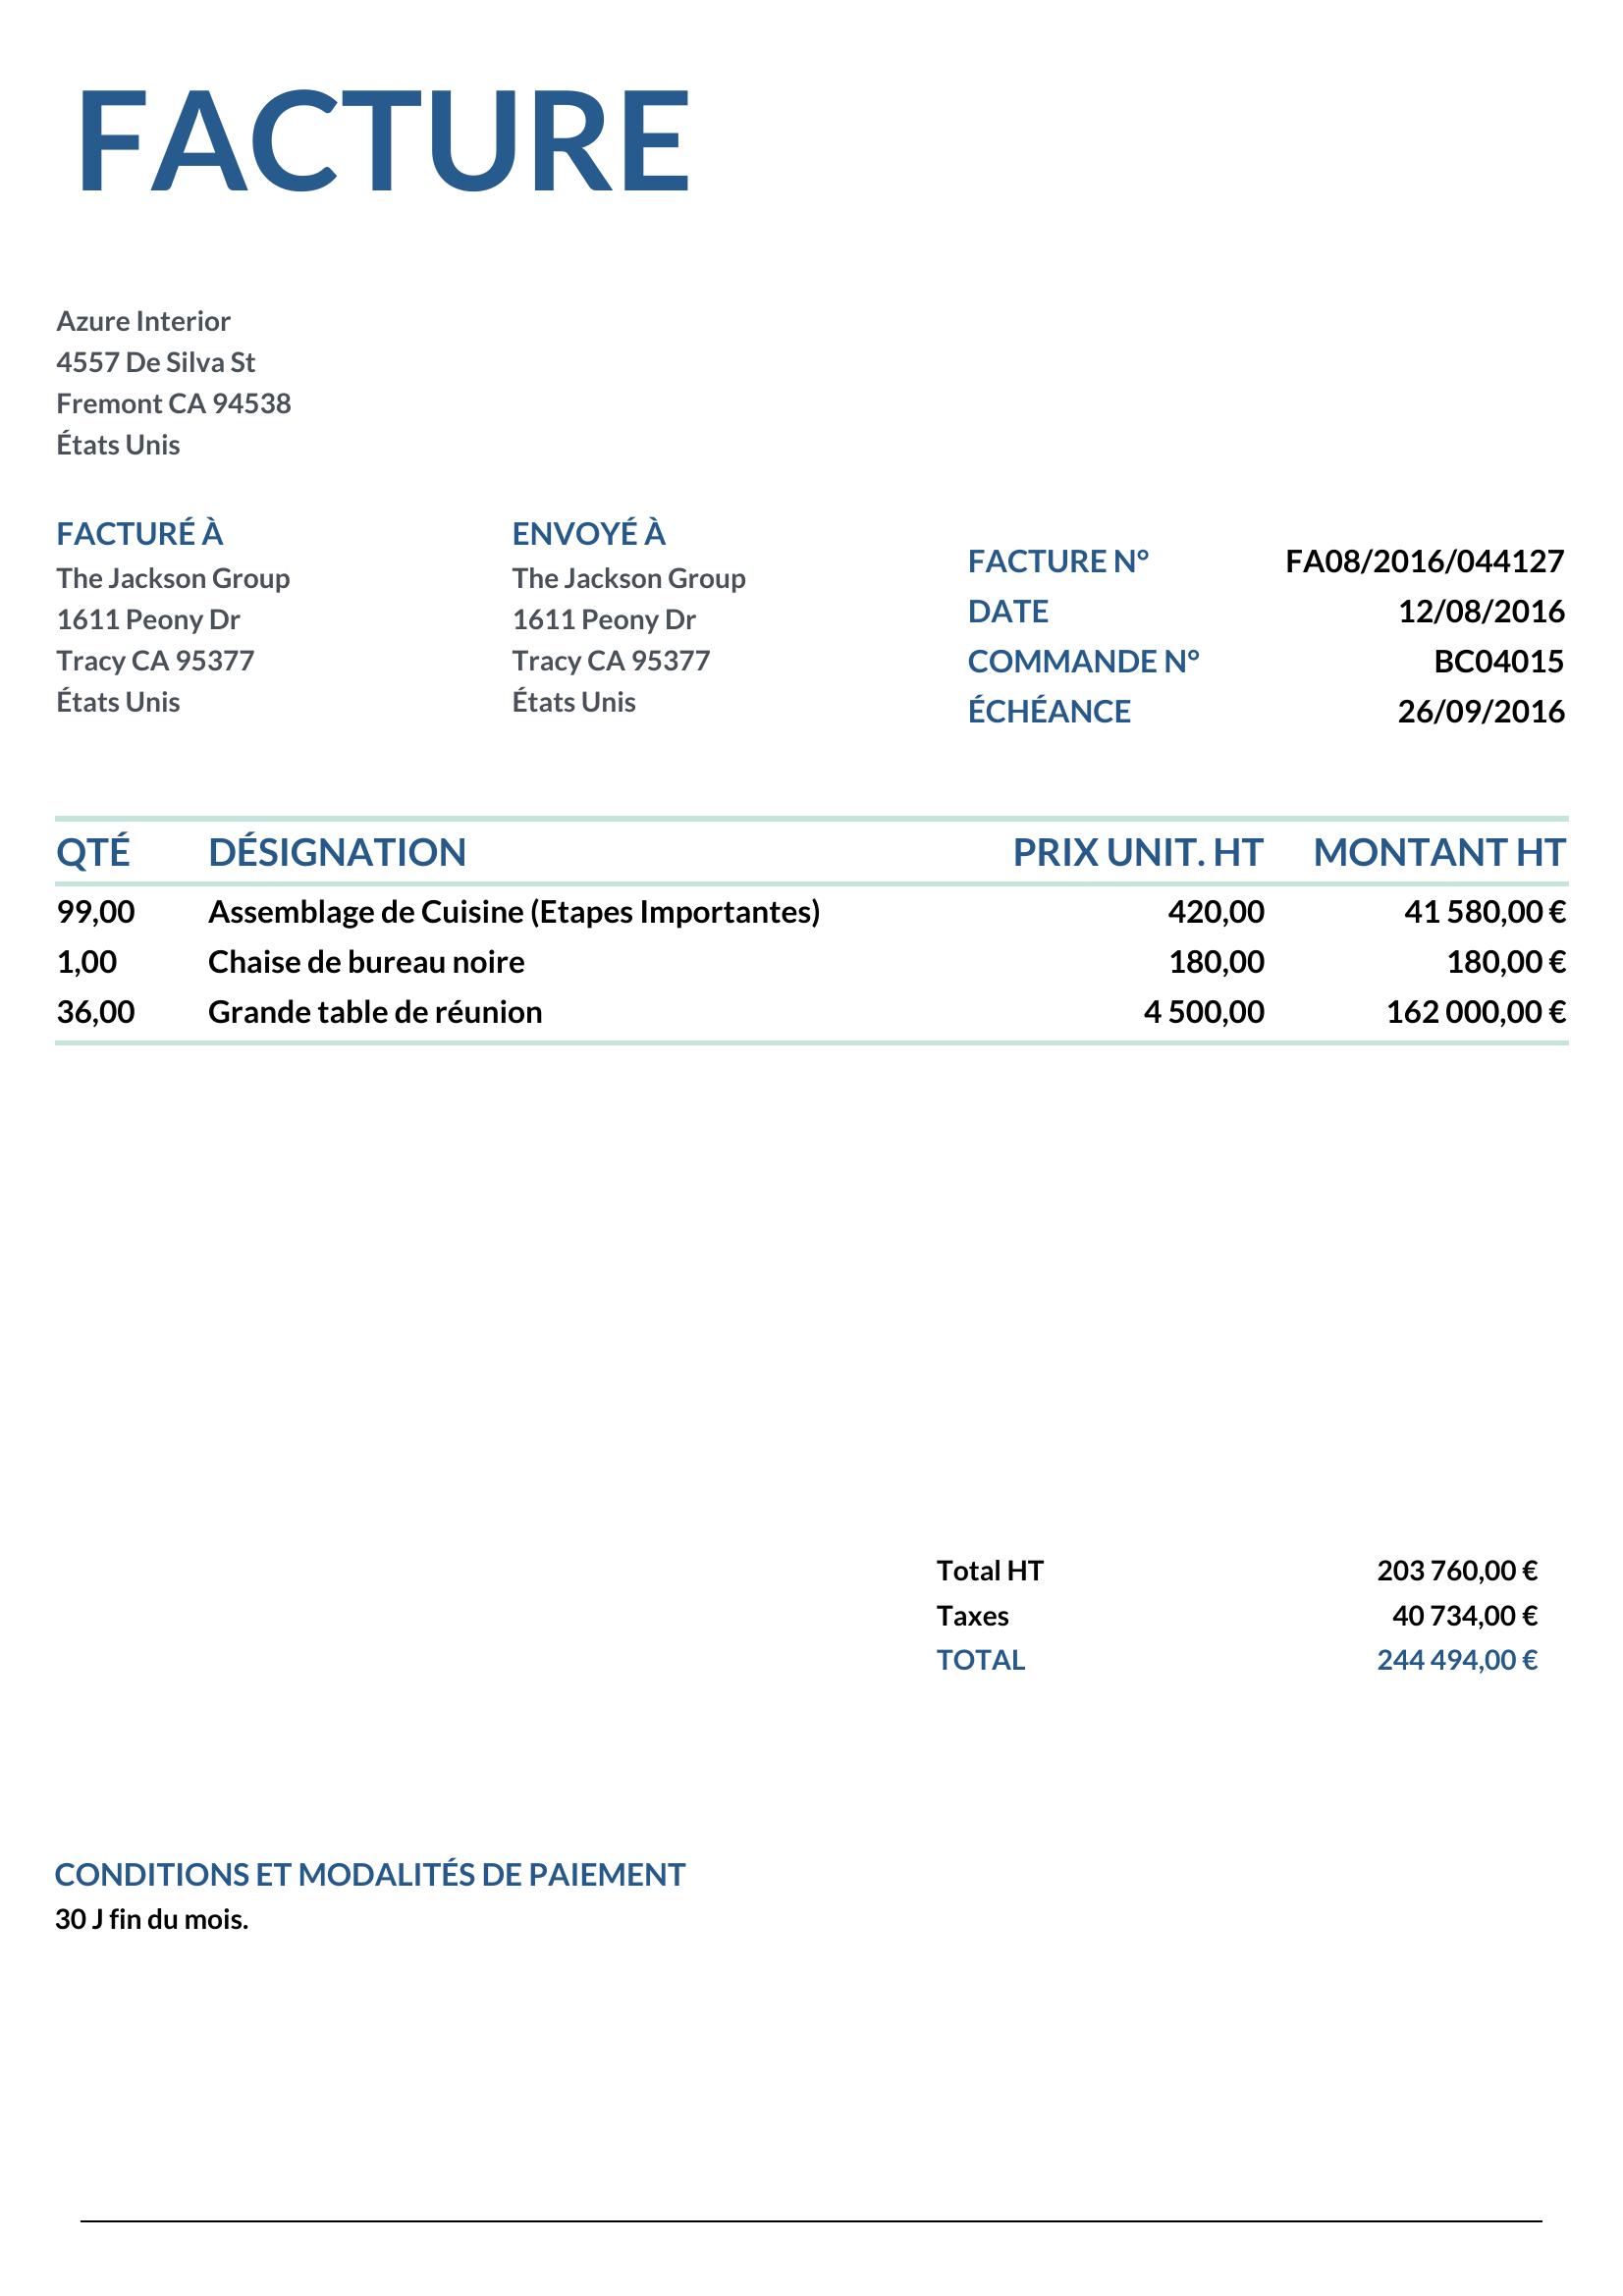 FACTURE
Azure Interior
4557 De Silva St
Fremont CA 94538
États Unis
FACTURÉ À
The Jackson Group
1611 Peony Dr
Tracy CA 95377
États Unis
ENVOYÉ À
The Jackson Group
1611 Peony Dr
Tracy CA 95377
États Unis
FACTURE N° FA08/2016/044127
DATE 12/08/2016
COMMANDE N° BC04015
ÉCHÉANCE 26/09/2016
QTÉ DÉSIGNATION PRIX UNIT. HT MONTANT HT
99,00 Assemblage de Cuisine (Etapes Importantes) 420,00 41 580,00 €
1,00 Chaise de bureau noire 180,00 180,00 €
36,00 Grande table de réunion 4 500,00 162 000,00 €
Total HT 203 760,00 €
Taxes 40 734,00 €
TOTAL 244 494,00 €
CONDITIONS ET MODALITÉS DE PAIEMENT
30 J fin du mois.